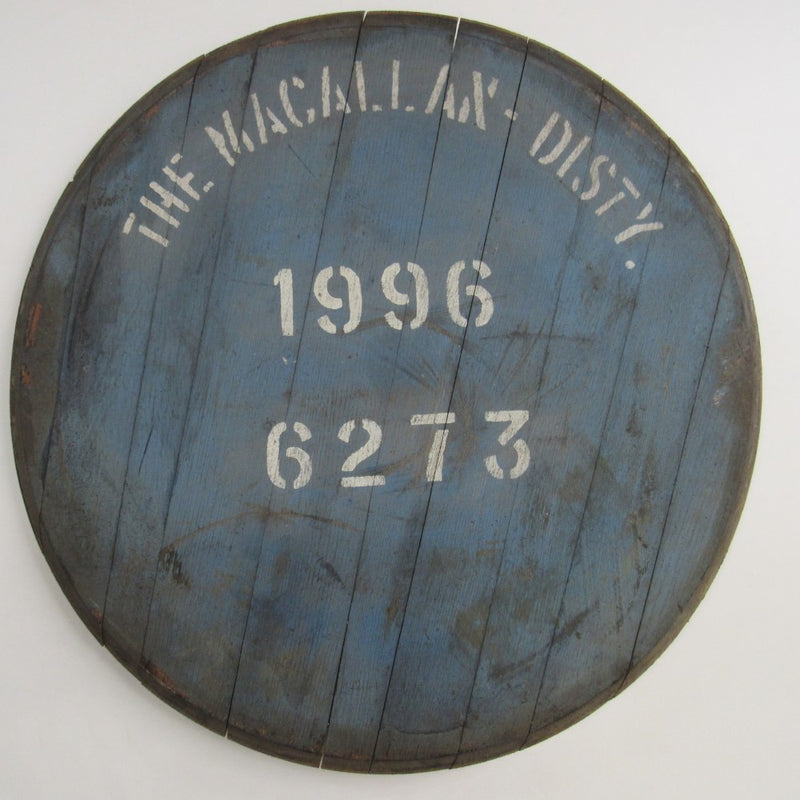 THE MACALLAN - DISTY.
1996
6273